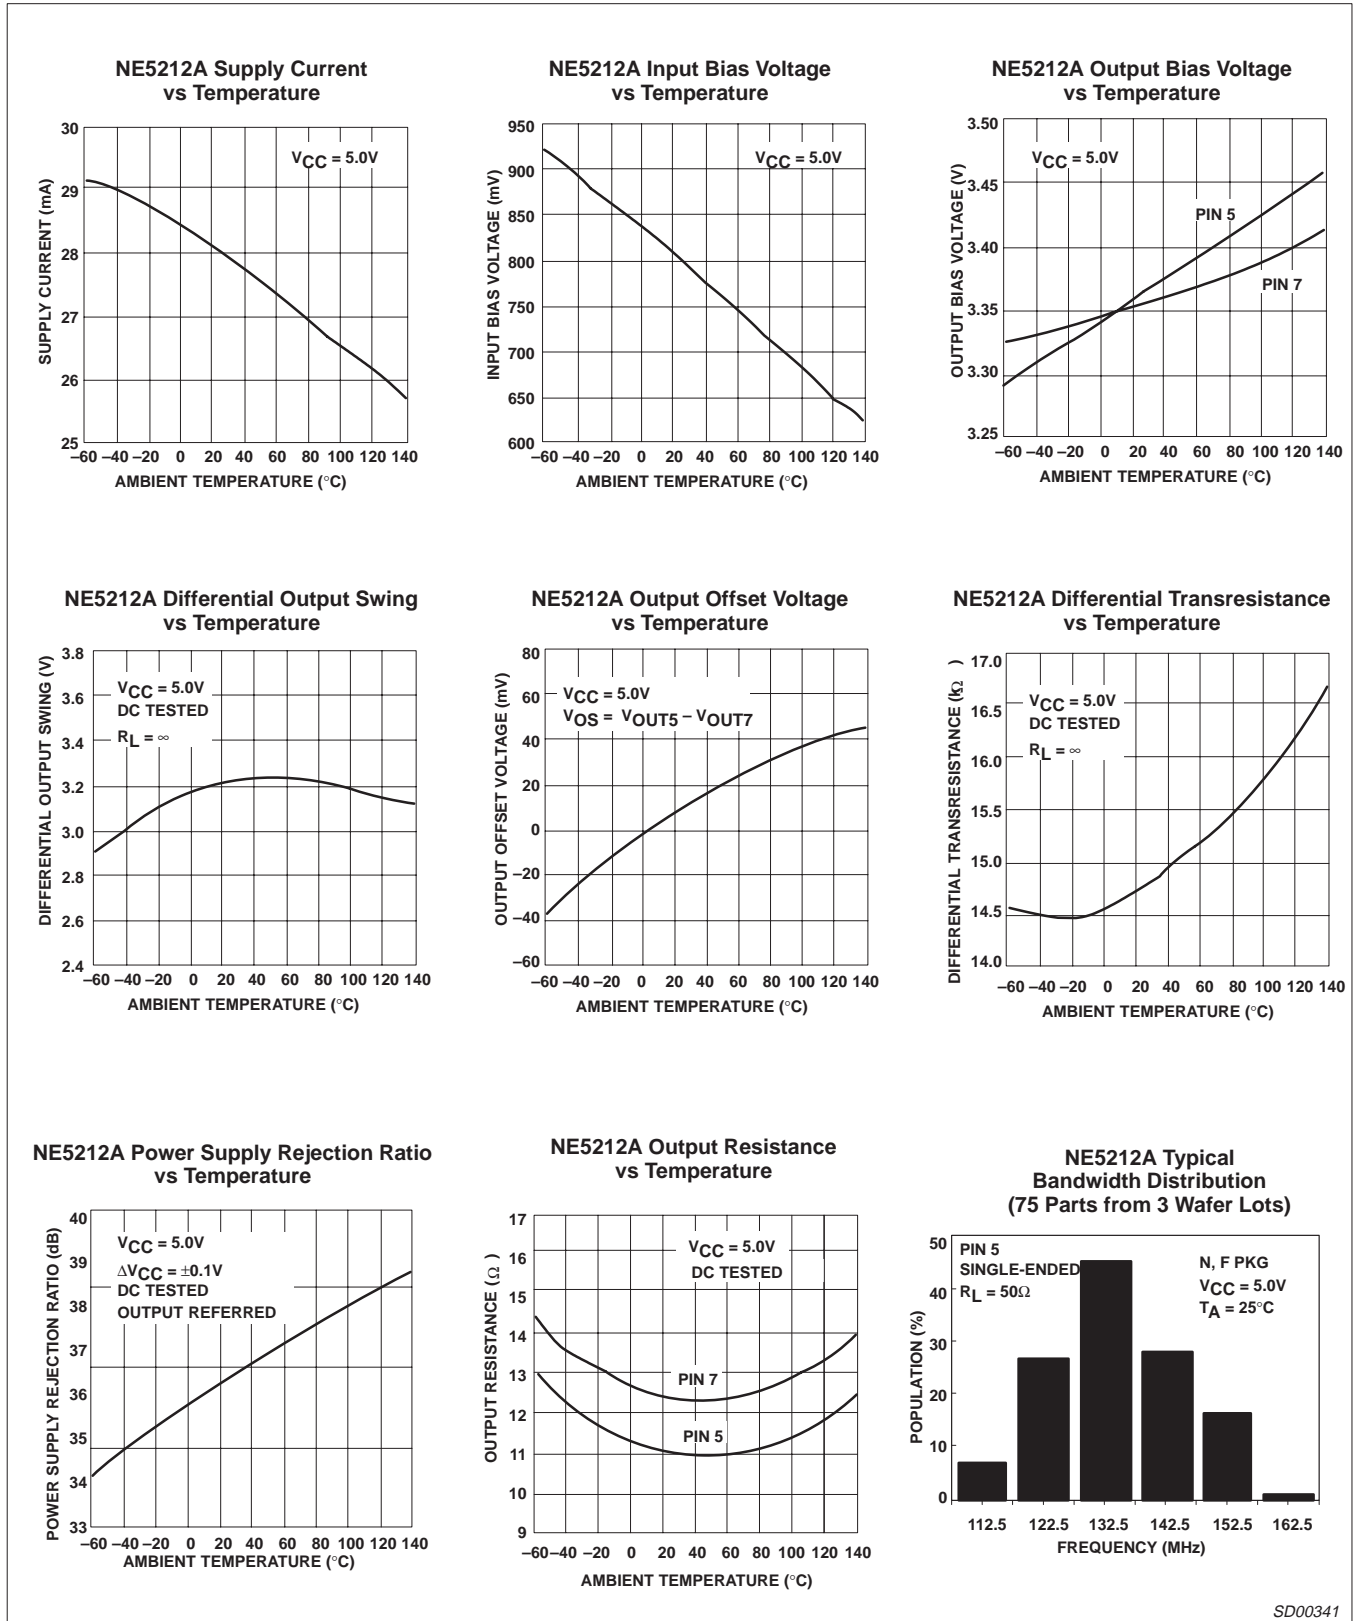 NE5212A Supply Current
vs Temperature
30
29
28
27
26
25
SUPPLY CURRENT (mA)
VCC = 5.0V
–60 –40 –20 0 20 40 60 80 100 120 140
AMBIENT TEMPERATURE (°C)
NE5212A Input Bias Voltage
vs Temperature
950
900
850
800
750
700
650
600
INPUT BIAS VOLTAGE (mV)
VCC = 5.0V
–60 –40 –20 0 20 40 60 80 100 120 140
AMBIENT TEMPERATURE (°C)
NE5212A Output Bias Voltage
vs Temperature
3.50
3.45
3.40
3.35
3.30
3.25
OUTPUT BIAS VOLTAGE (V)
VCC = 5.0V
PIN 5
PIN 7
–60 –40 –20 0 20 40 60 80 100 120 140
AMBIENT TEMPERATURE (°C)
NE5212A Differential Output Swing
vs Temperature
3.8
3.6
3.4
3.2
3.0
2.8
2.6
2.4
DIFFERENTIAL OUTPUT SWING (V)
VCC = 5.0V
DC TESTED
RL = ∞
–60 –40 –20 0 20 40 60 80 100 120 140
AMBIENT TEMPERATURE (°C)
NE5212A Output Offset Voltage
vs Temperature
80
60
40
20
0
–20
–40
–60
OUTPUT OFFSET VOLTAGE (mV)
VCC = 5.0V
VOS = VOUT5 – VOUT7
–60 –40 –20 0 20 40 60 80 100 120 140
AMBIENT TEMPERATURE (°C)
NE5212A Differential Transresistance
vs Temperature
17.0
16.5
16.0
15.5
15.0
14.5
14.0
DIFFERENTIAL TRANSRESISTANCE (kΩ )
VCC = 5.0V
DC TESTED
RL = ∞
–60 –40 –20 0 20 40 60 80 100 120 140
AMBIENT TEMPERATURE (°C)
NE5212A Power Supply Rejection Ratio
vs Temperature
40
39
38
37
36
35
34
33
POWER SUPPLY REJECTION RATIO (dB)
VCC = 5.0V
ΔVCC = ±0.1V
DC TESTED
OUTPUT REFERRED
–60 –40 –20 0 20 40 60 80 100 120 140
AMBIENT TEMPERATURE (°C)
NE5212A Output Resistance
vs Temperature
17
16
15
14
13
12
11
10
9
OUTPUT RESISTANCE (Ω )
VCC = 5.0V
DC TESTED
PIN 7
PIN 5
–60 –40 –20 0 20 40 60 80 100 120 140
AMBIENT TEMPERATURE (°C)
NE5212A Typical
Bandwidth Distribution
(75 Parts from 3 Wafer Lots)
50
40
30
20
10
0
POPULATION (%)
PIN 5
SINGLE-ENDED
RL = 50Ω
N, F PKG
VCC = 5.0V
TA = 25°C
112.5 122.5 132.5 142.5 152.5 162.5
FREQUENCY (MHz)
SD00341